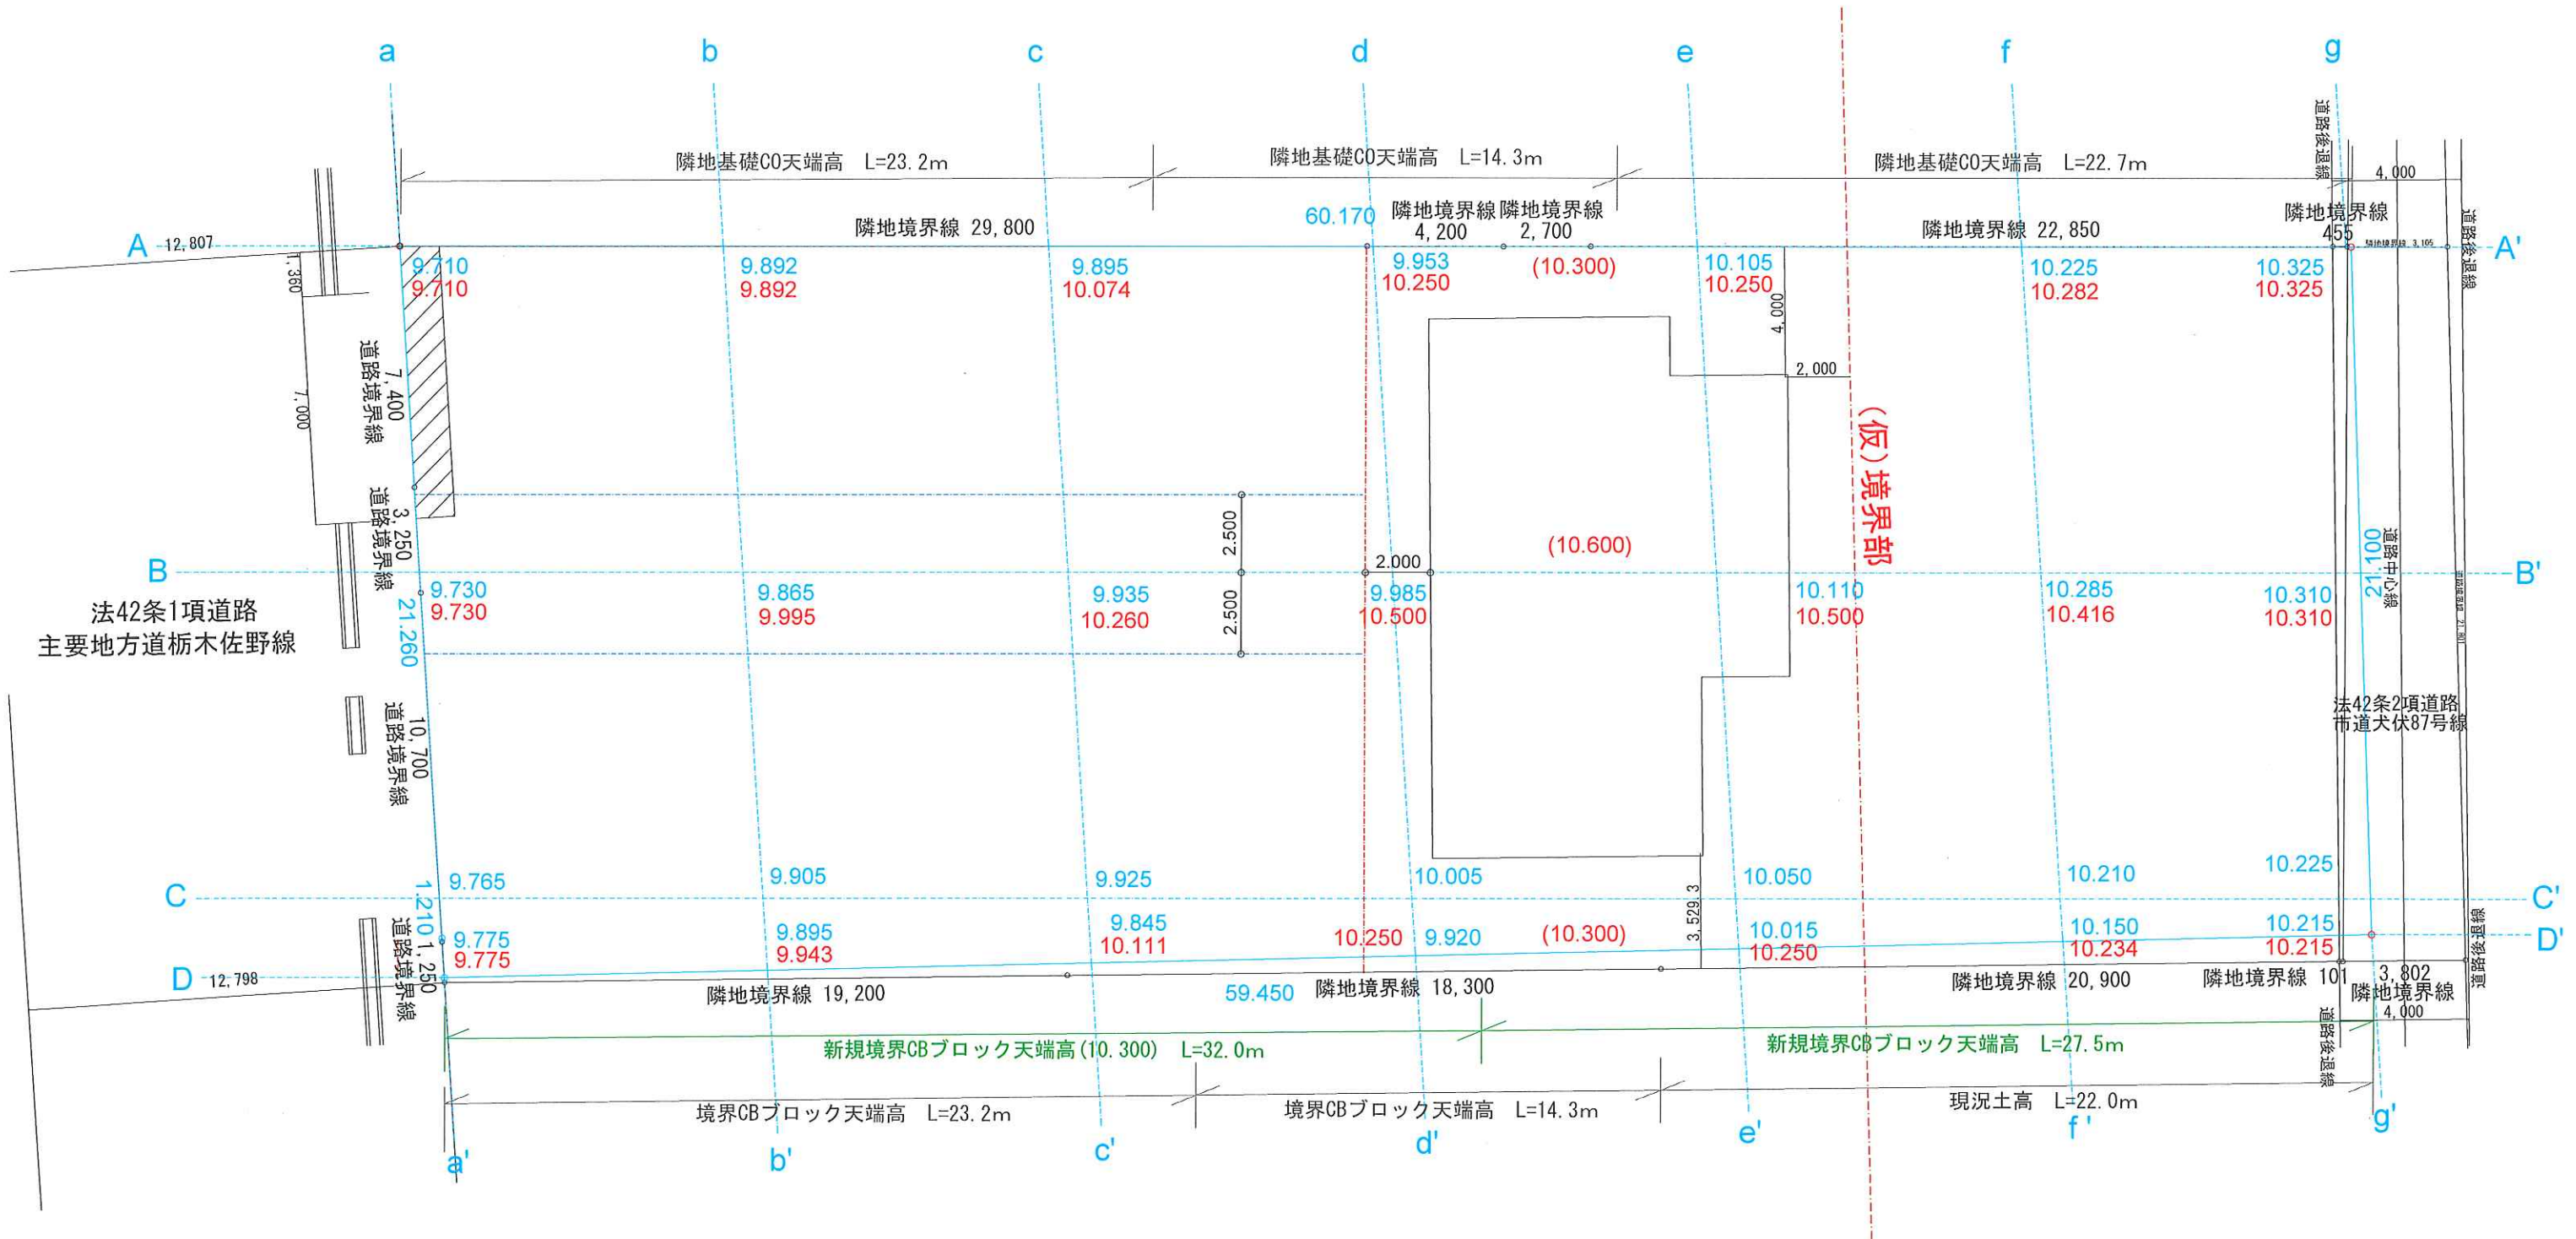 a
b
c
d
e
f
g
隣地基礎CO天端高 L=23.2m
隣地基礎CO天端高 L=14.3m
隣地基礎CO天端高 L=22.7m
道路後退線
4,000
60.170
隣地境界線
4,200
隣地境界線
2,700
隣地境界線 29,800
隣地境界線 22,850
隣地境界線
455
隣地境界線 3,105
道路後退線
A
12,807
A'
9.710
9.710
9.892
9.892
9.895
10.074
9.953
10.250
(10.300)
10.105
10.250
10.225
10.282
10.325
10.325
1,360
7,000
7,400
道路境界線
4,000
2,000
(仮)境界部
3,250
道路境界線
2.500
2.500
(10.600)
2.000
B
B'
9.730
9.730
9.865
9.995
9.935
10.260
9.985
10.500
10.110
10.500
10.285
10.416
10.310
10.310
21.100
道路中心線
法42条1項道路
主要地方道栃木佐野線
21.260
10,700
道路境界線
法42条2項道路
市道犬伏87号線
C
C'
9.765
9.905
9.925
10.005
10.050
10.210
10.225
1.210
1,250
道路境界線
3,529.3
D
12,798
D'
9.775
9.775
9.895
9.943
9.845
10.111
10.250
9.920
(10.300)
10.015
10.250
10.150
10.234
10.215
10.215
道路後退線
隣地境界線 19,200
59.450
隣地境界線 18,300
隣地境界線 20,900
隣地境界線 101
3,802
隣地境界線
4,000
道路後退線
新規境界CBブロック天端高(10.300) L=32.0m
新規境界CBブロック天端高 L=27.5m
境界CBブロック天端高 L=23.2m
境界CBブロック天端高 L=14.3m
現況土高 L=22.0m
a'
b'
c'
d'
e'
f'
g'